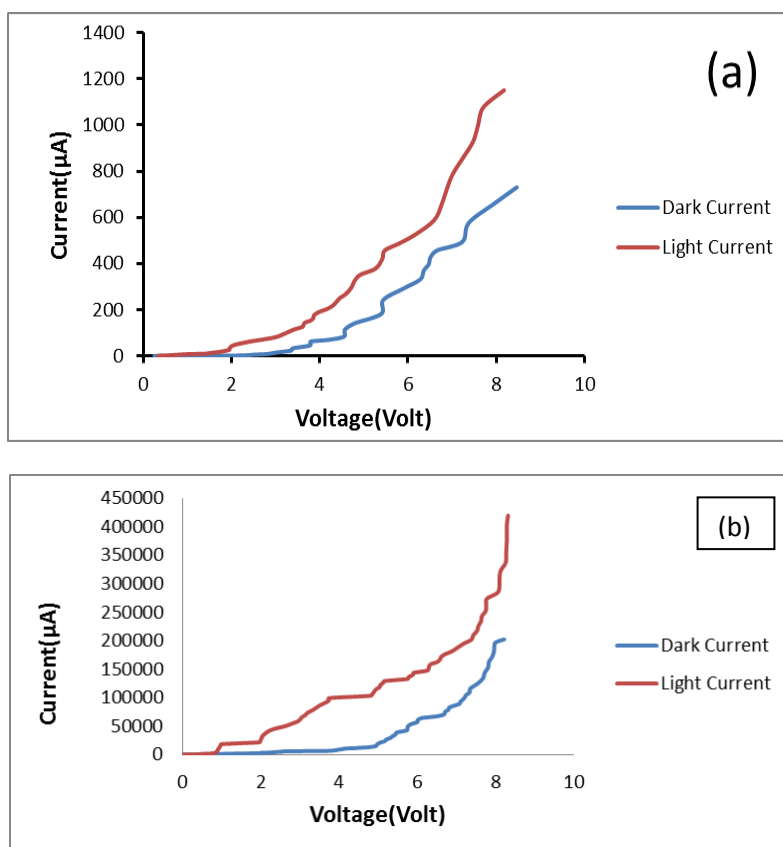 (a)
1400
1200
1000
800
600
400
200
0
Current(µA)
0 2 4 6 8 10
Voltage(Volt)
Dark Current
Light Current
(b)
450000
400000
350000
300000
250000
200000
150000
100000
50000
0
Current(µA)
0 2 4 6 8 10
Voltage(Volt)
Dark Current
Light Current